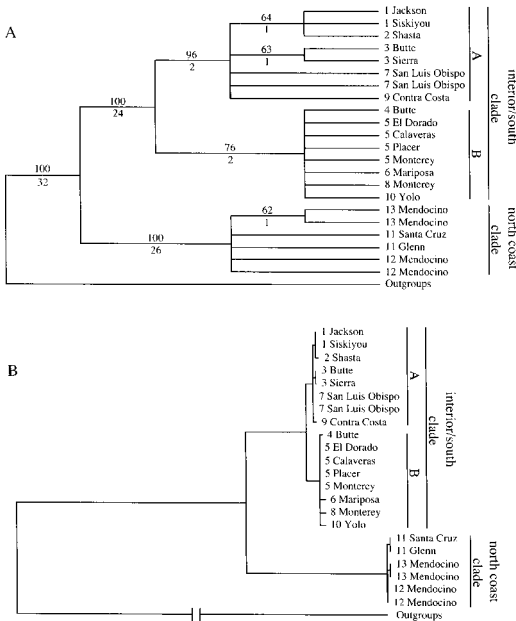 A
1 Jackson
64
1 Siskiyou
1
2 Shasta
96
3 Butte
63
2
3 Sierra
1
A
7 San Luis Obispo
7 San Luis Obispo
100
9 Contra Costa
24
4 Butte
5 El Dorado
5 Calaveras
76
5 Placer
2
5 Monterey
B
6 Mariposa
100
8 Monterey
32
10 Yolo
interior/south
clade
62
13 Mendocino
1
13 Mendocino
100
11 Santa Cruz
26
11 Glenn
12 Mendocino
12 Mendocino
north coast
clade
Outgroups
B
1 Jackson
1 Siskiyou
2 Shasta
3 Butte
3 Sierra
A
7 San Luis Obispo
7 San Luis Obispo
9 Contra Costa
4 Butte
5 El Dorado
5 Calaveras
5 Placer
B
5 Monterey
6 Mariposa
8 Monterey
10 Yolo
interior/south
clade
11 Santa Cruz
11 Glenn
13 Mendocino
13 Mendocino
12 Mendocino
12 Mendocino
north coast
clade
Outgroups